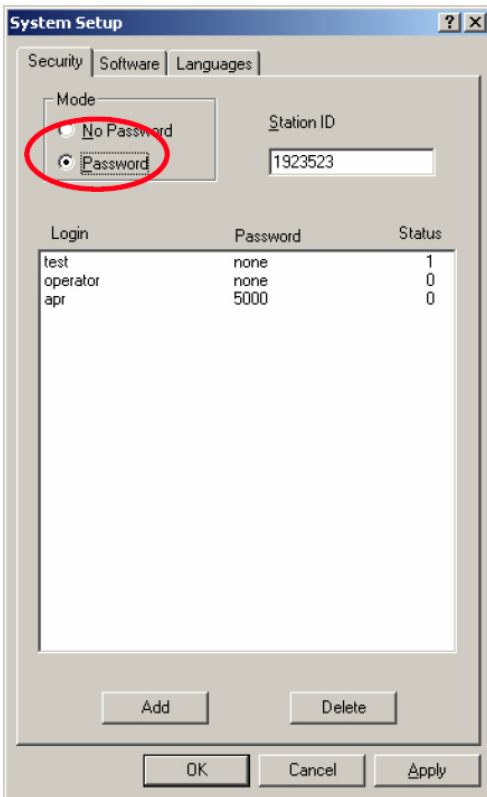 System Setup
Security Software Languages
Mode
No Password
Station ID
Password
1923523
Login Password Status
test none 1
operator none 0
apr 5000 0
Add Delete
OK Cancel Apply